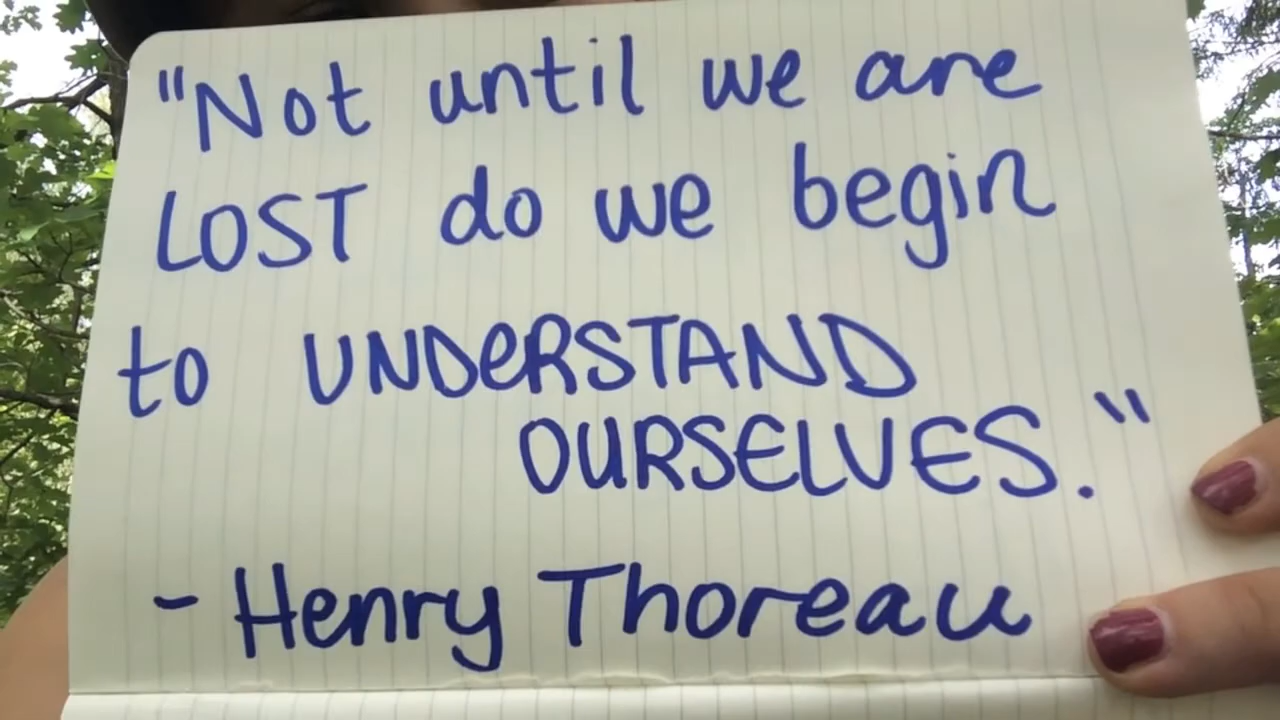 "Not until we are
LOST do we begin
to UNDeRSTAND
OURSELVES."
- Henry Thoreau